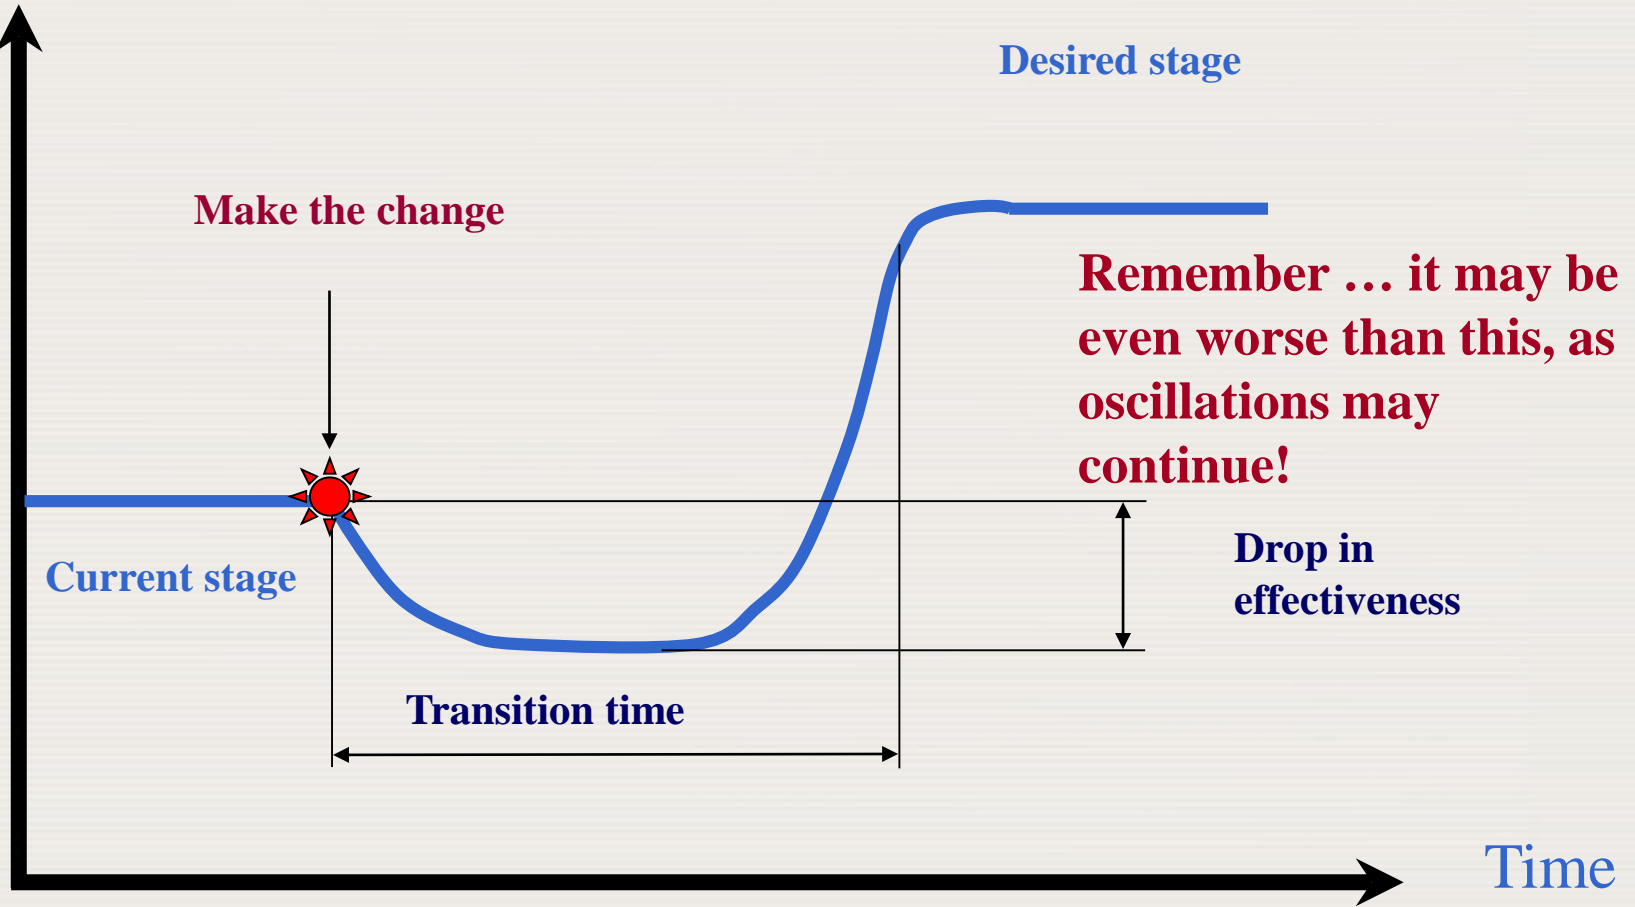 Desired stage
Make the change
Remember … it may be
even worse than this, as
oscillations may
continue!
Drop in
effectiveness
Current stage
Transition time
Time